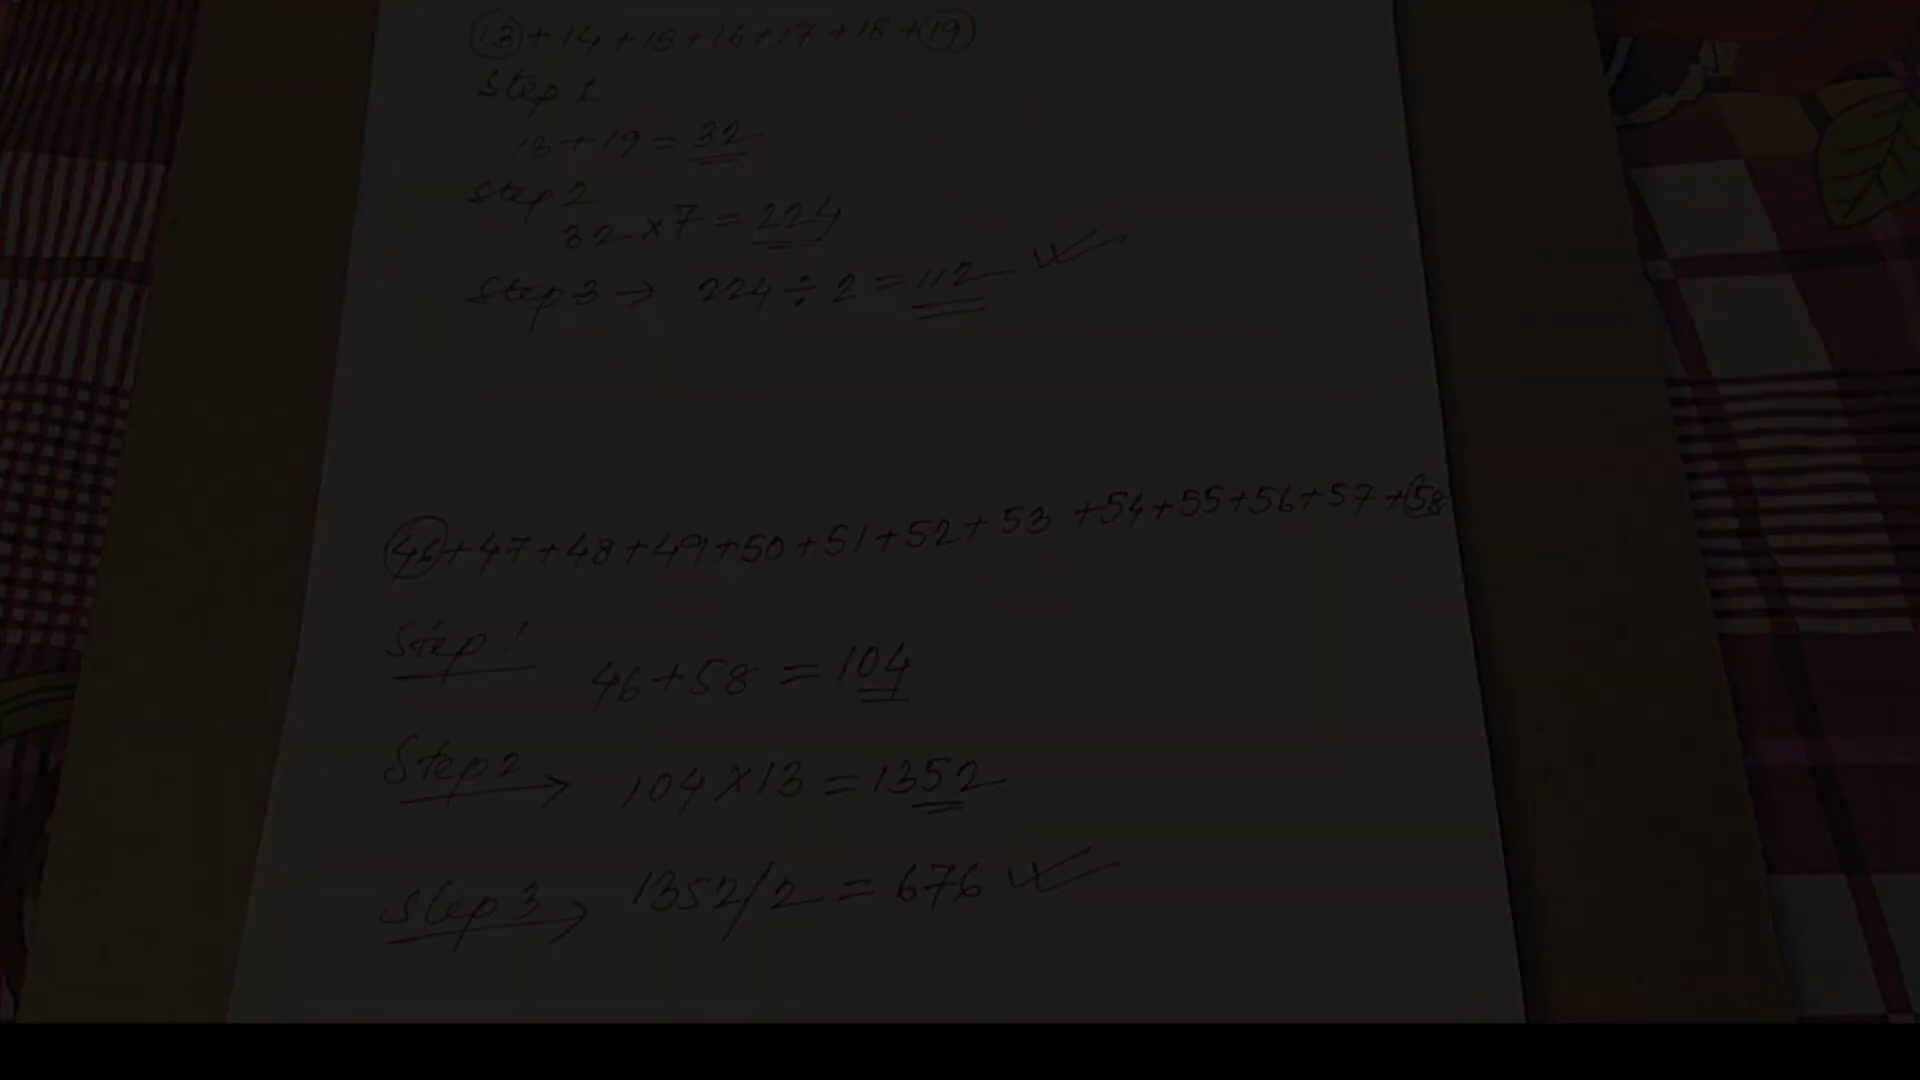 13+14+15+16+17+18+19
Step 1
13+19=32
Step 2
32×7=224
Step 3→ 224÷2=112
46+47+48+49+50+51+52+53+54+55+56+57+58
Step 1
46+58=104
Step 2→ 104×13=1352
Step 3→ 1352/2=676